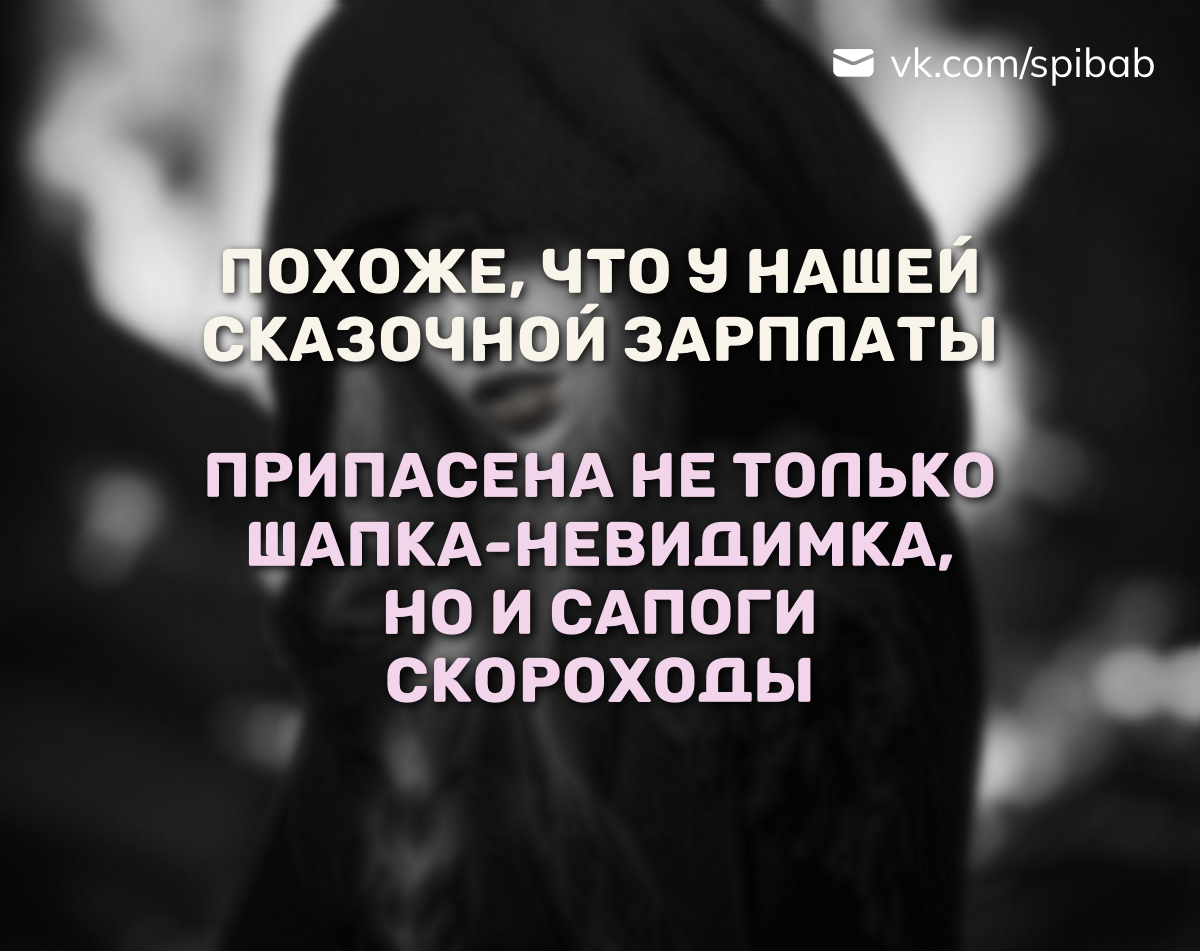 vk.com/spibab
ПОХОЖЕ, ЧТО У НАШЕЙ
СКАЗОЧНОЙ ЗАРПЛАТЫ
ПРИПАСЕНА НЕ ТОЛЬКО
ШАПКА-НЕВИДИМКА,
НО И САПОГИ
СКОРОХОДЫ